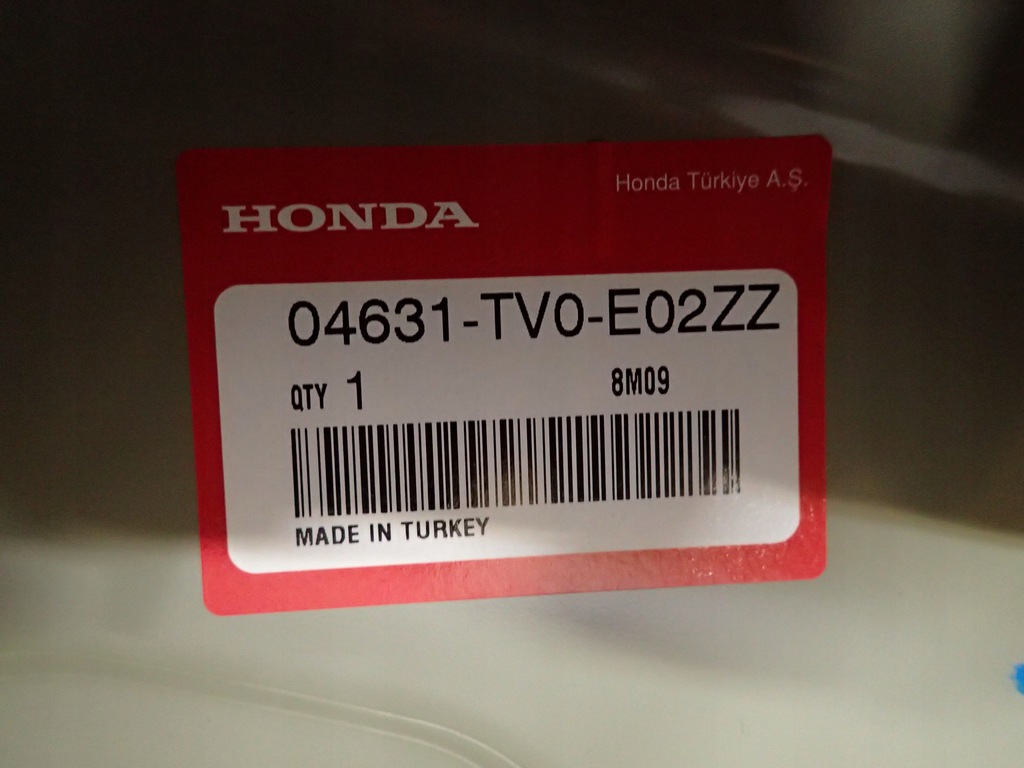 Honda Türkiye A.Ş.
HONDA
04631-TV0-E02ZZ
QTY 1 8M09
MADE IN TURKEY